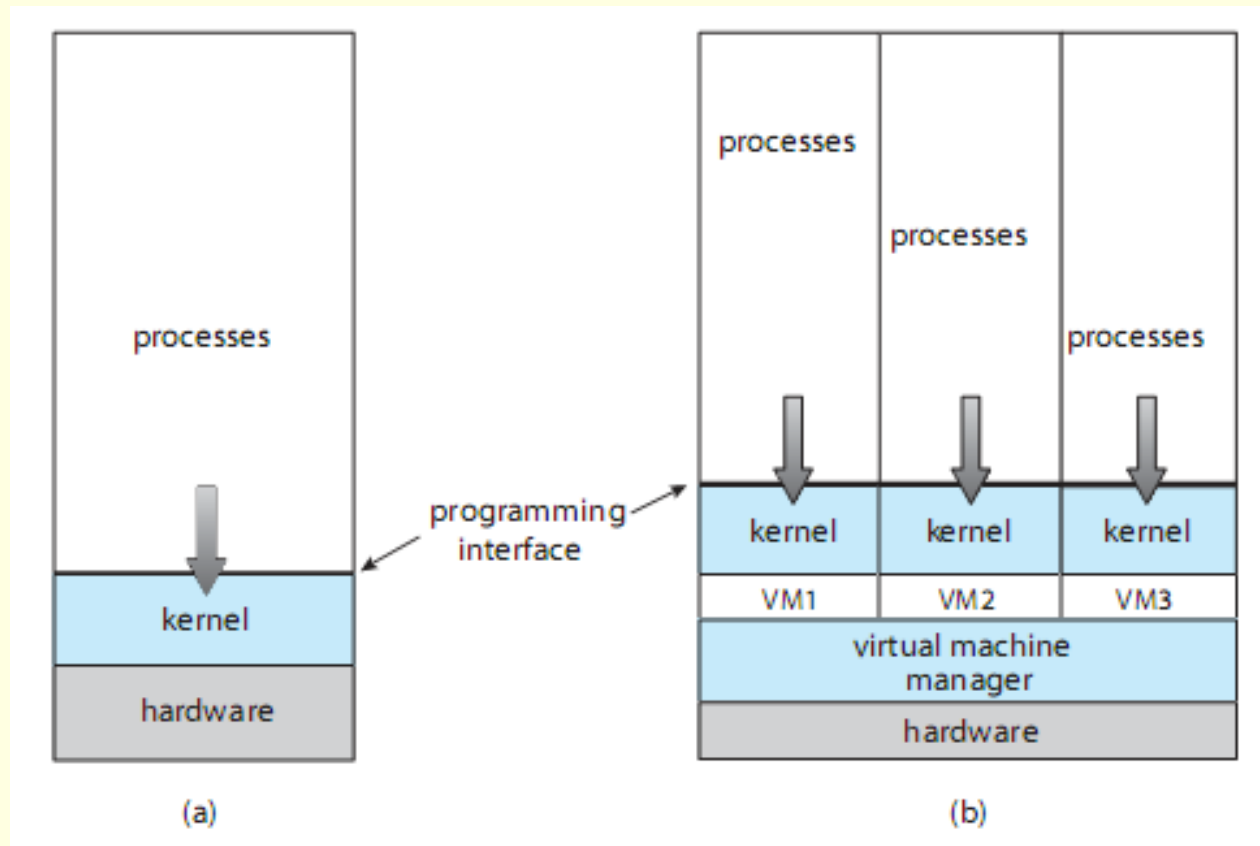 processes
kernel
hardware
(a)
programming
interface
processes
processes
processes
kernel
kernel
kernel
VM1
VM2
VM3
virtual machine
manager
hardware
(b)